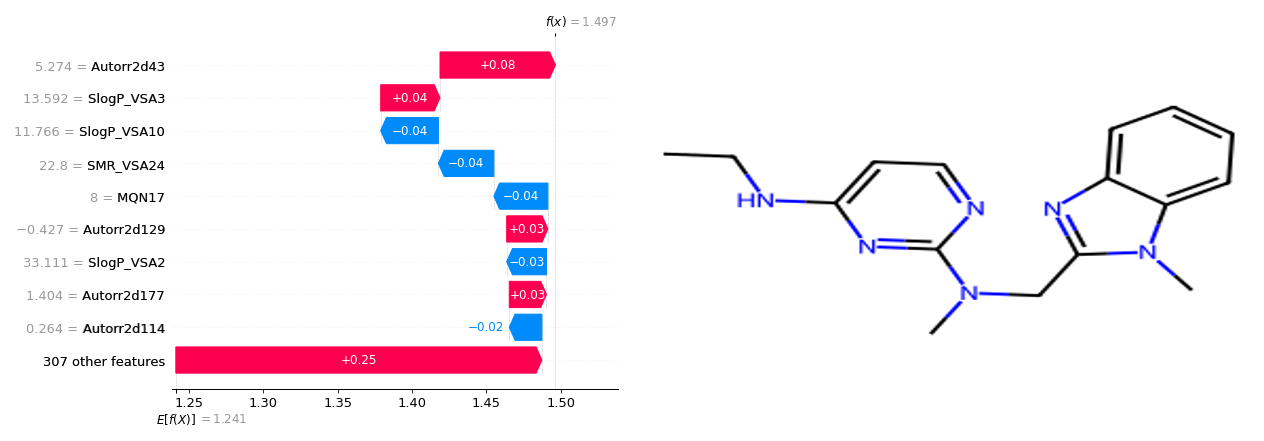 f(x) = 1.497
5.274 = Autorr2d43
+0.08
13.592 = SlogP_VSA3
+0.04
11.766 = SlogP_VSA10
−0.04
22.8 = SMR_VSA24
−0.04
8 = MQN17
−0.04
−0.427 = Autorr2d129
+0.03
33.111 = SlogP_VSA2
−0.03
1.404 = Autorr2d177
+0.03
0.264 = Autorr2d114
−0.02
307 other features
+0.25
1.25 1.30 1.35 1.40 1.45 1.50
E[f(X)] = 1.241
HN
N
N
N
N
N